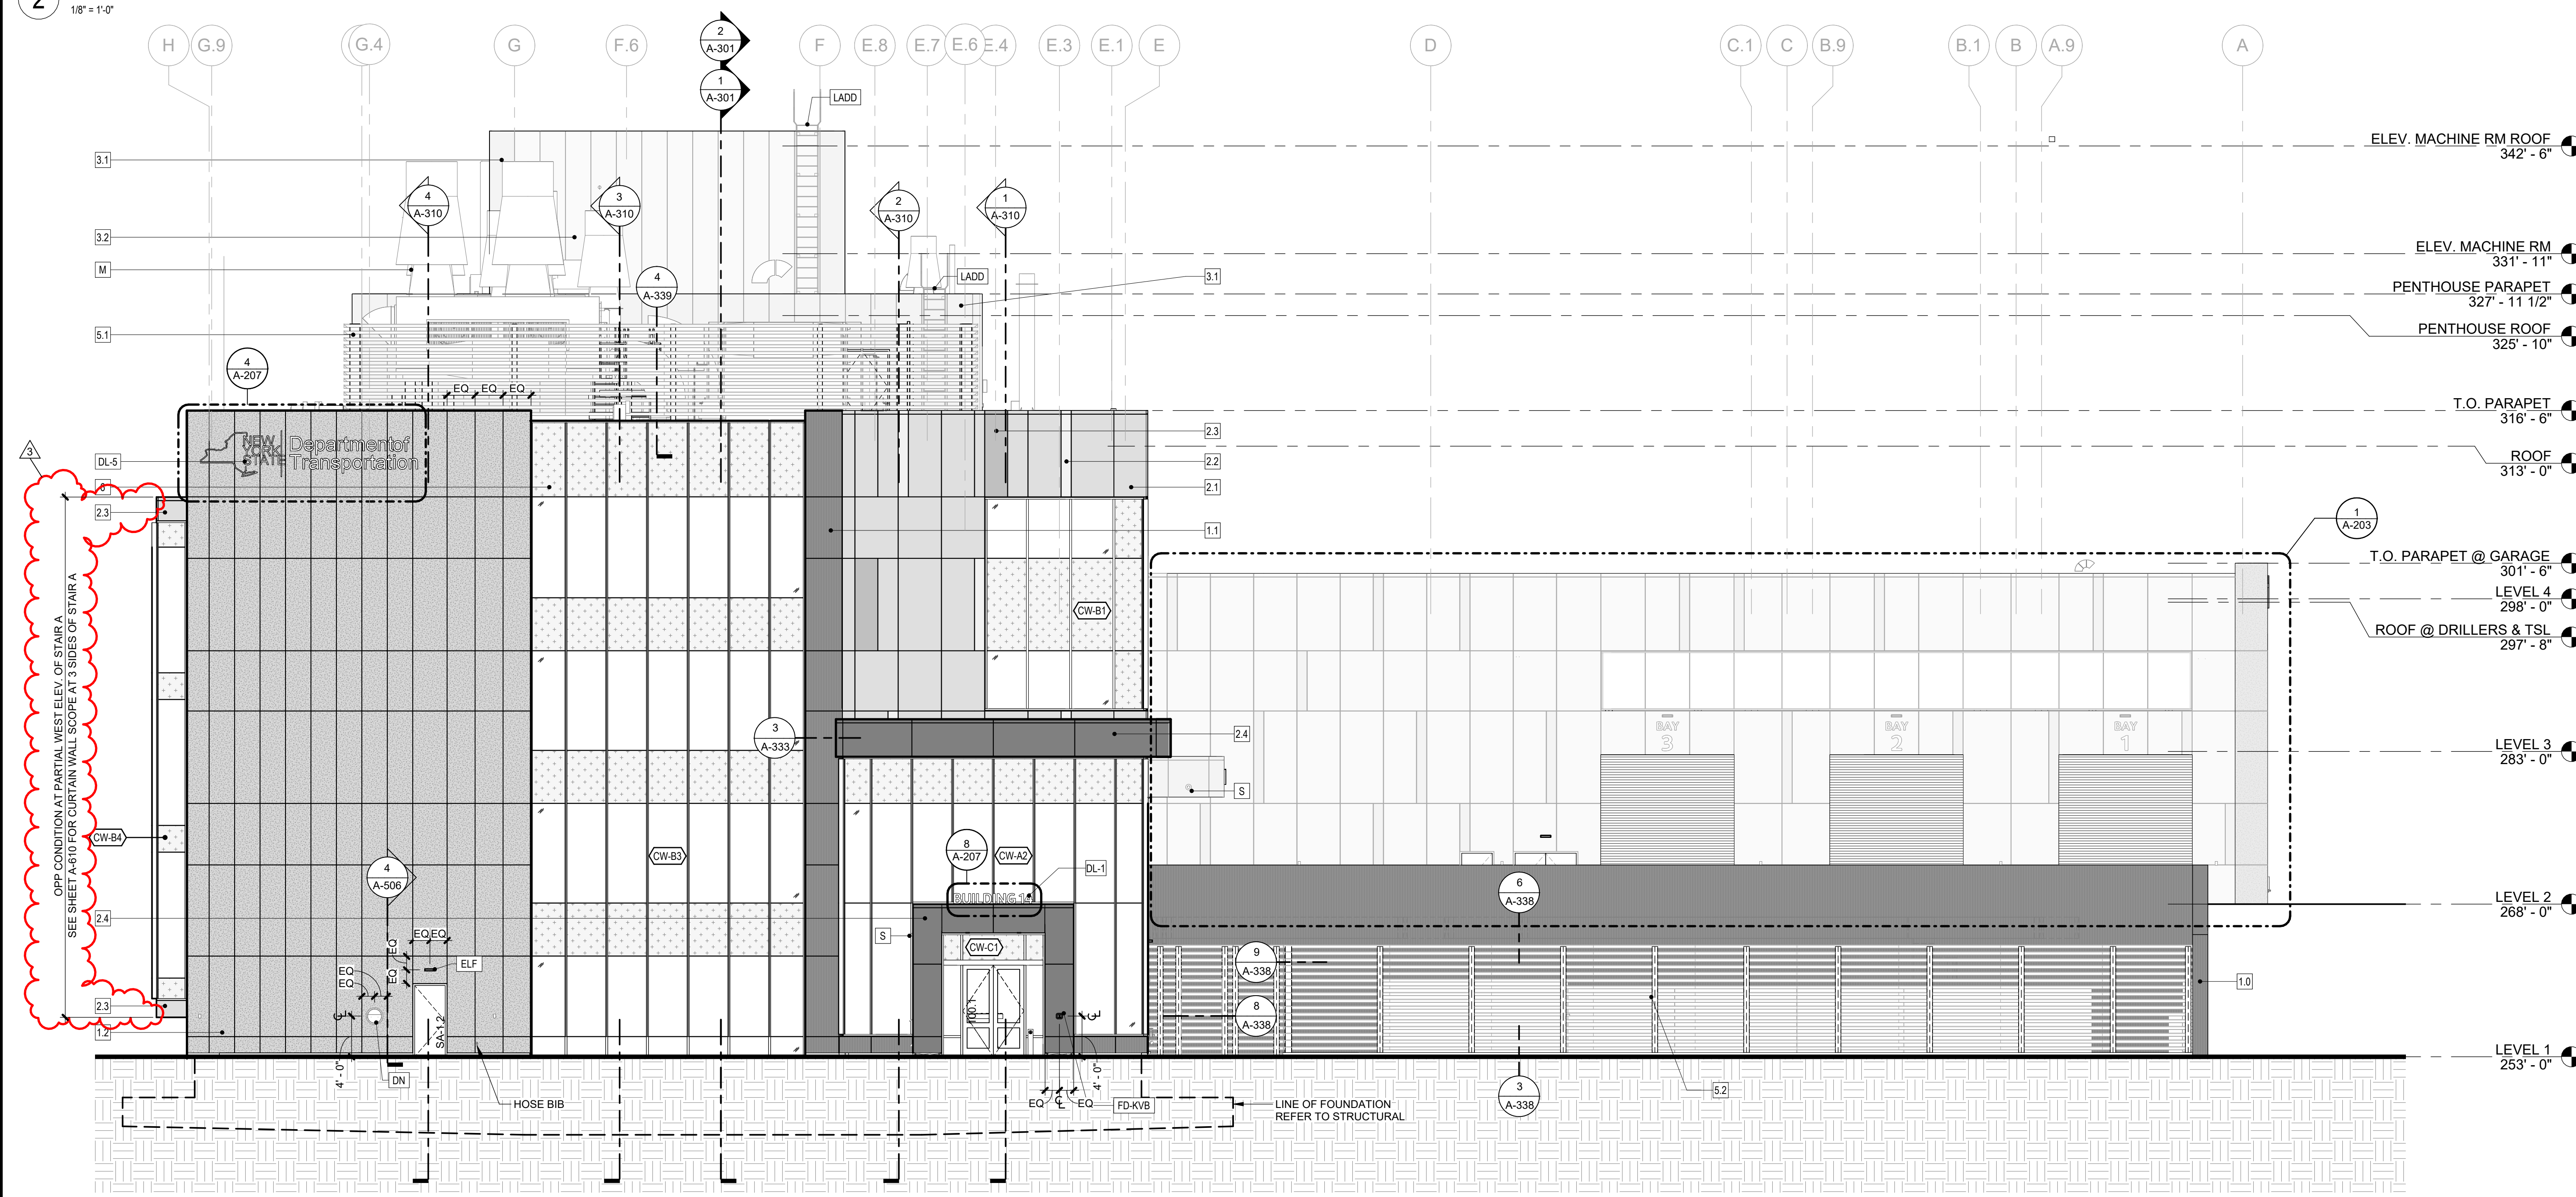 2
1/8" = 1'-0"
H
G.9
G.4
G
F.6
2
A-301
1
A-301
F
E.8
E.7
E.6
E.4
E.3
E.1
E
D
C.1
C
B.9
B.1
B
A.9
A
LADD
3.1
3.2
M
5.1
4
A-310
3
A-310
2
A-310
1
A-310
4
A-339
LADD
3.1
4
A-207
EQ EQ EQ
ELEV. MACHINE RM ROOF
342' - 6"
ELEV. MACHINE RM
331' - 11"
PENTHOUSE PARAPET
327' - 11 1/2"
PENTHOUSE ROOF
325' - 10"
T.O. PARAPET
316' - 6"
ROOF
313' - 0"
T.O. PARAPET @ GARAGE
301' - 6"
LEVEL 4
298' - 0"
ROOF @ DRILLERS & TSL
297' - 8"
LEVEL 3
283' - 0"
LEVEL 2
268' - 0"
LEVEL 1
253' - 0"
3
DL-5
NEW
YORK
STATE
Departmentof
Transportation
2.3
OPP CONDITION AT PARTIAL WEST ELEV. OF STAIR A
SEE SHEET A-610 FOR CURTAIN WALL SCOPE AT 3 SIDES OF STAIR A
CW-B4
2.4
2.3
1.2
2.3
2.2
2.1
1.1
CW-B1
1
A-203
3
A-333
2.4
S
BAY
3
BAY
2
BAY
1
CW-B3
8
A-207
CW-A2
DL-1
BUILDING 14
4
A-506
EQ EQ
EQ
EQ
ELF
EQ
EQ
SA-1.2
4' - 0"
DN
HOSE BIB
S
CW-C1
100.1
4' - 0"
EQ
EQ
FD-KVB
LINE OF FOUNDATION
REFER TO STRUCTURAL
6
A-338
9
A-338
8
A-338
3
A-338
5.2
1.0